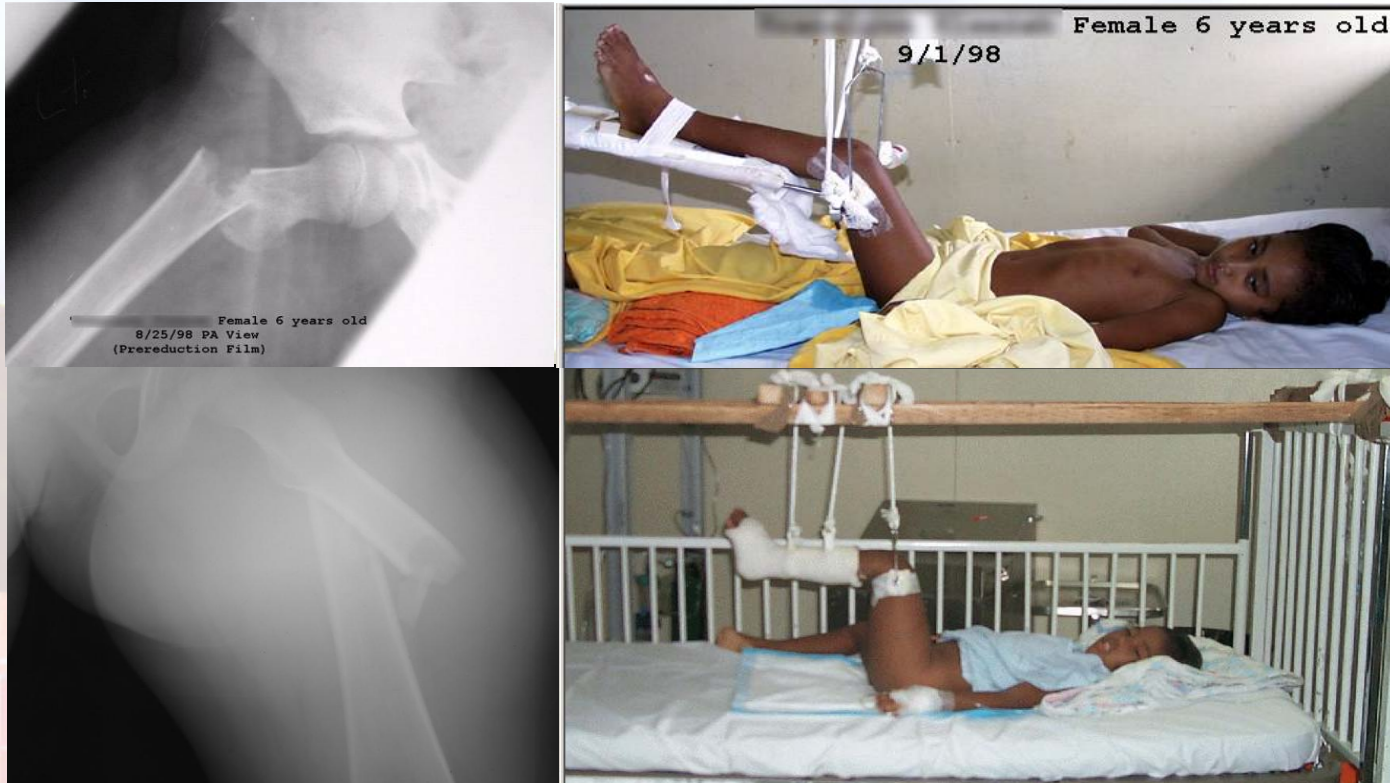 Female 6 years old
8/25/98 PA View
(Prereduction Film)
Female 6 years old
9/1/98